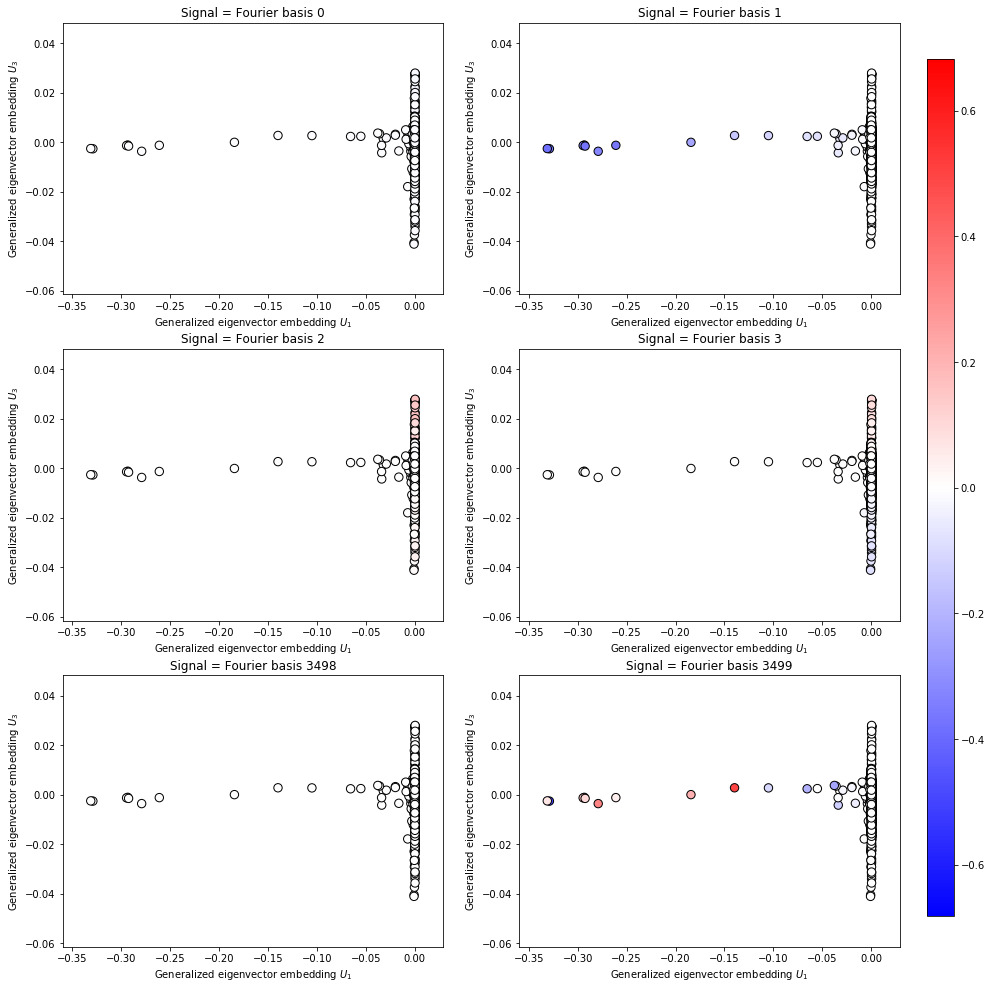 Signal = Fourier basis 0
0.04
0.02
0.00
−0.02
−0.04
−0.06
Generalized eigenvector embedding U₃
−0.35 −0.30 −0.25 −0.20 −0.15 −0.10 −0.05 0.00
Generalized eigenvector embedding U₁
Signal = Fourier basis 1
0.04
0.02
0.00
−0.02
−0.04
−0.06
Generalized eigenvector embedding U₃
−0.35 −0.30 −0.25 −0.20 −0.15 −0.10 −0.05 0.00
Generalized eigenvector embedding U₁
Signal = Fourier basis 2
0.04
0.02
0.00
−0.02
−0.04
−0.06
Generalized eigenvector embedding U₃
−0.35 −0.30 −0.25 −0.20 −0.15 −0.10 −0.05 0.00
Generalized eigenvector embedding U₁
Signal = Fourier basis 3
0.04
0.02
0.00
−0.02
−0.04
−0.06
Generalized eigenvector embedding U₃
−0.35 −0.30 −0.25 −0.20 −0.15 −0.10 −0.05 0.00
Generalized eigenvector embedding U₁
Signal = Fourier basis 3498
0.04
0.02
0.00
−0.02
−0.04
−0.06
Generalized eigenvector embedding U₃
−0.35 −0.30 −0.25 −0.20 −0.15 −0.10 −0.05 0.00
Generalized eigenvector embedding U₁
Signal = Fourier basis 3499
0.04
0.02
0.00
−0.02
−0.04
−0.06
Generalized eigenvector embedding U₃
−0.35 −0.30 −0.25 −0.20 −0.15 −0.10 −0.05 0.00
Generalized eigenvector embedding U₁
0.6
0.4
0.2
0.0
−0.2
−0.4
−0.6